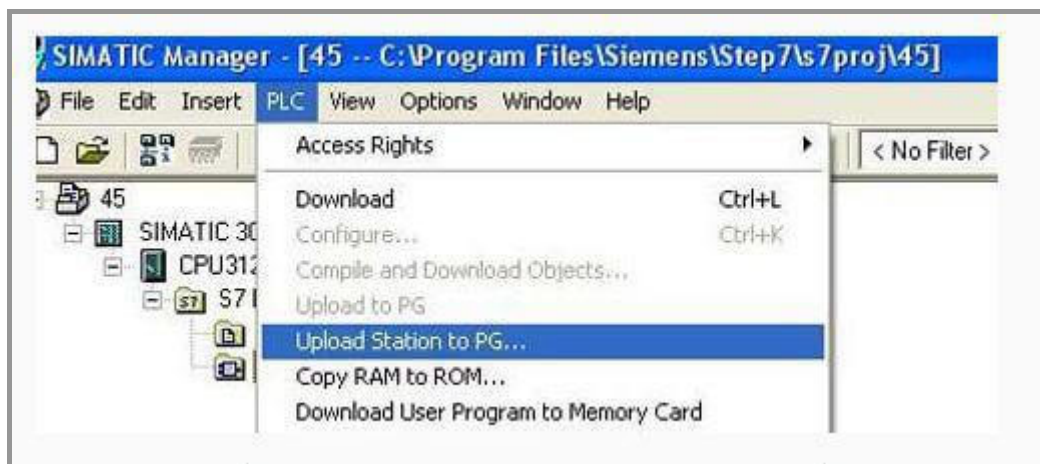 SIMATIC Manager - [45 -- C:\Program Files\Siemens\Step7\s7proj\45]
File Edit Insert PLC View Options Window Help
Access Rights
< No Filter >
45
Download Ctrl+L
SIMATIC 30
Configure... Ctrl+K
CPU312
Compile and Download Objects...
S7
Upload to PG
Upload Station to PG...
Copy RAM to ROM...
Download User Program to Memory Card